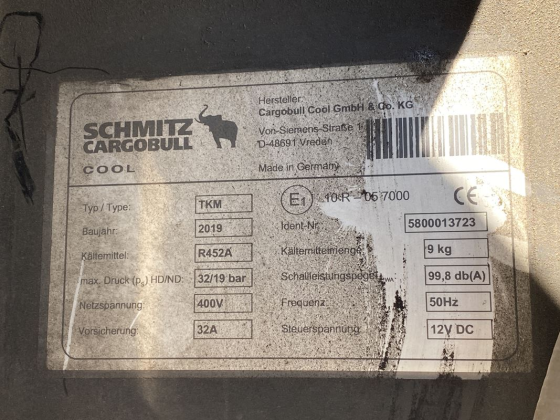 SCHMITZ
CARGOBULL
COOL
Hersteller:
Cargobull Cool GmbH & Co. KG
Von-Siemens-Straße 1
D-48691 Vreden
Made in Germany
Typ / Type: TKM
E1 10 R – 05 7000 CE
Baujahr: 2019
Ident-Nr. 5800013723
Kältemittel: R452A
Kältemittelmenge: 9 kg
max. Druck (ps) HD/ND: 32/19 bar
Schallleistungspegel 99,8 db(A)
Netzspannung: 400V
Frequenz: 50Hz
Vorsicherung: 32A
Steuerspannung: 12V DC